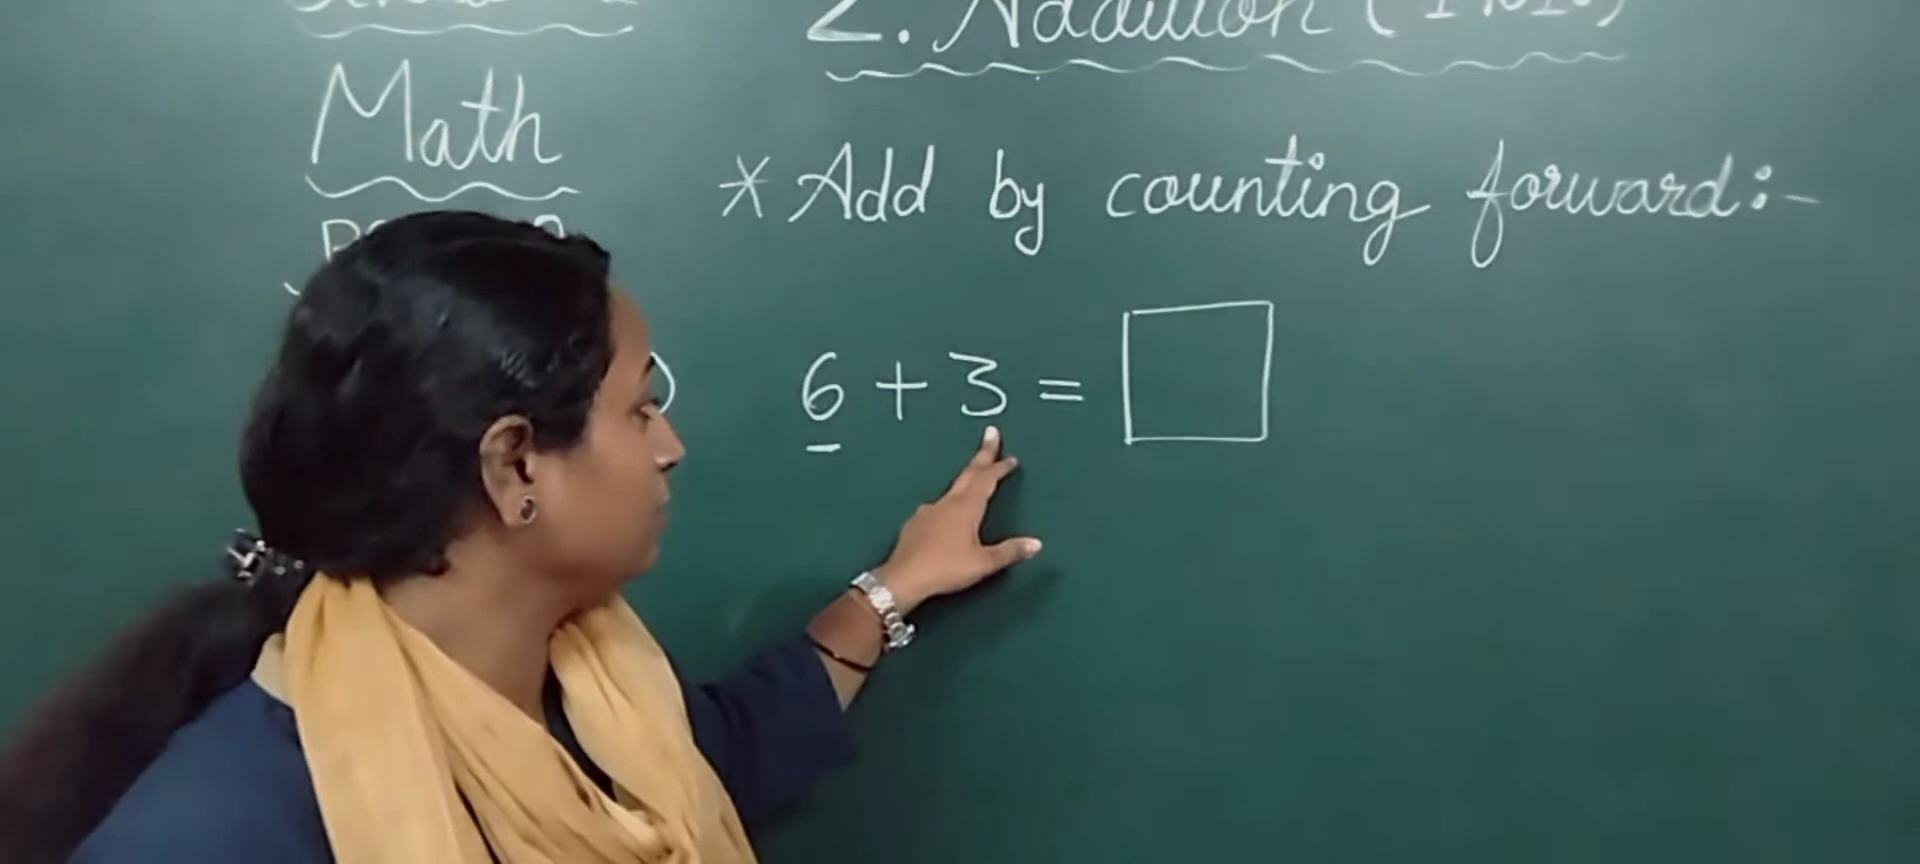 Math
2. Addition
* Add by counting forward:-
6 + 3 =